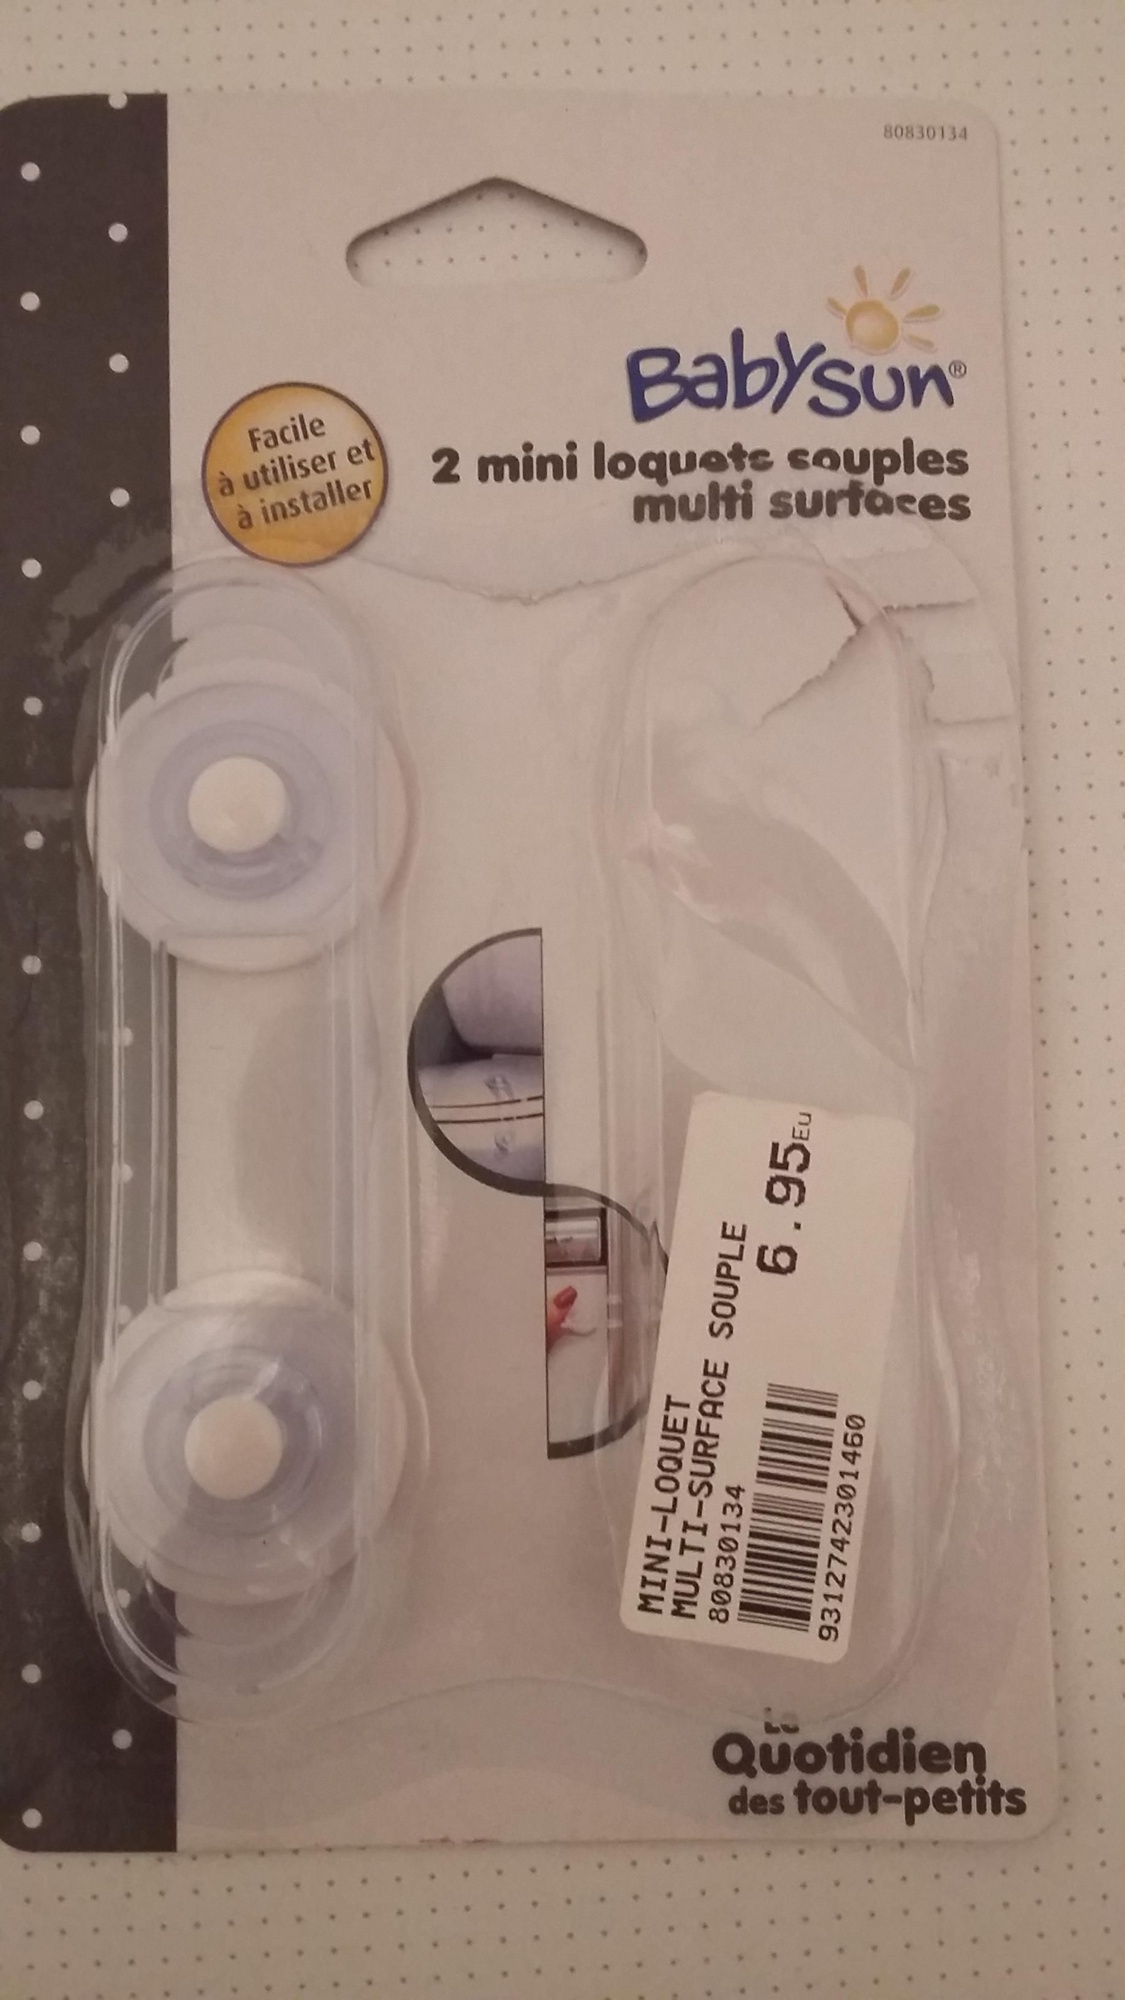 80830134
Babysun®
Facile
à utiliser et
à installer
2 mini loquets souples
multi surfaces
6.95Eu
MINI-LOQUET
MULTI-SURFACE SOUPLE
80830134
9312742301460
Le
Quotidien
des tout-petits